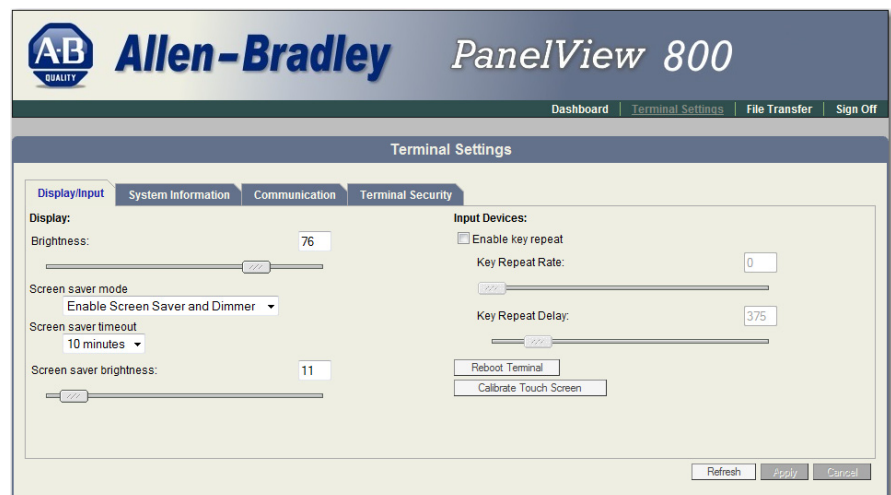 A-B
QUALITY
Allen-Bradley
PanelView 800
Dashboard | Terminal Settings | File Transfer | Sign Off
Terminal Settings
Display/Input
System Information
Communication
Terminal Security
Display:
Brightness:
76
Screen saver mode
Enable Screen Saver and Dimmer
Screen saver timeout
10 minutes
Screen saver brightness:
11
Input Devices:
Enable key repeat
Key Repeat Rate:
0
Key Repeat Delay:
375
Reboot Terminal
Calibrate Touch Screen
Refresh
Apply
Cancel